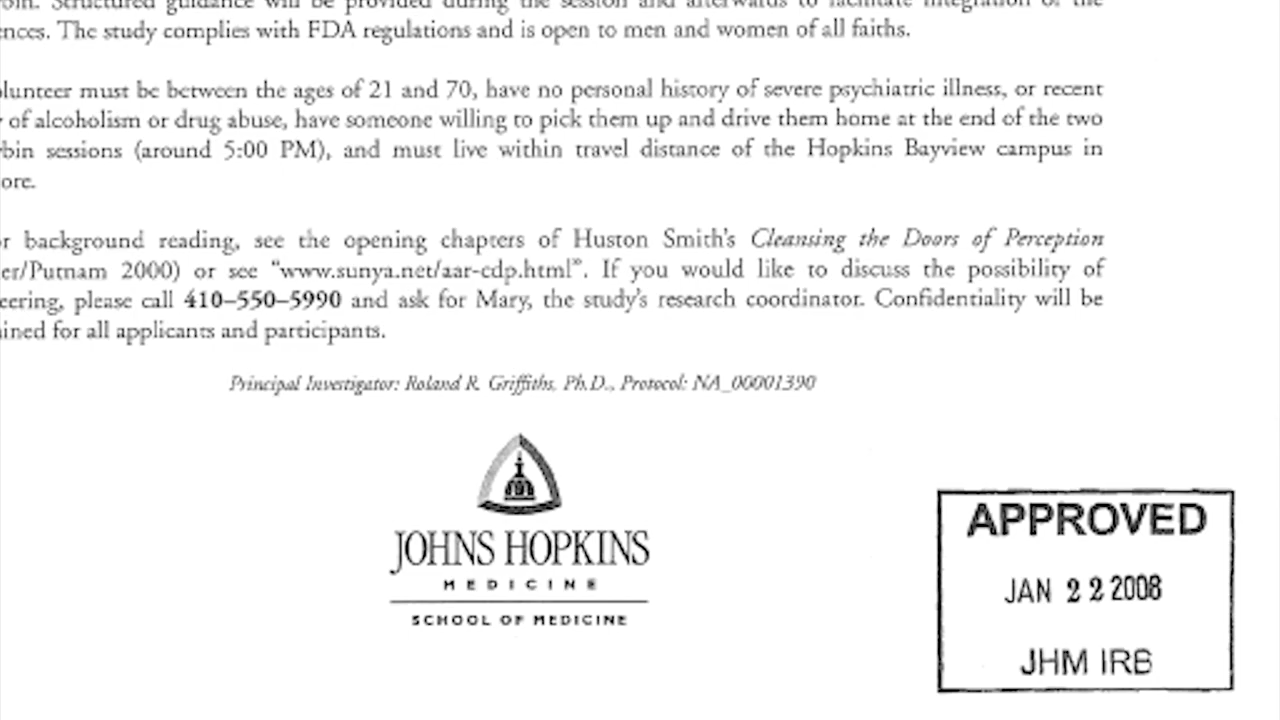 Structured guidance will be provided during the session and afterwards to facilitate integration of the
ences. The study complies with FDA regulations and is open to men and women of all faiths.
olunteer must be between the ages of 21 and 70, have no personal history of severe psychiatric illness, or recent
of alcoholism or drug abuse, have someone willing to pick them up and drive them home at the end of the two
bin sessions (around 5:00 PM), and must live within travel distance of the Hopkins Bayview campus in
ore.
r background reading, see the opening chapters of Huston Smith's Cleansing the Doors of Perception
er/Putnam 2000) or see "www.sunya.net/aar-cdp.html". If you would like to discuss the possibility of
eering, please call 410–550–5990 and ask for Mary, the study's research coordinator. Confidentiality will be
ained for all applicants and participants.
Principal Investigator: Roland R. Griffiths, Ph.D., Protocol: NA_00001390
JOHNS HOPKINS
MEDICINE
SCHOOL OF MEDICINE
APPROVED
JAN 22 2008
JHM IRB